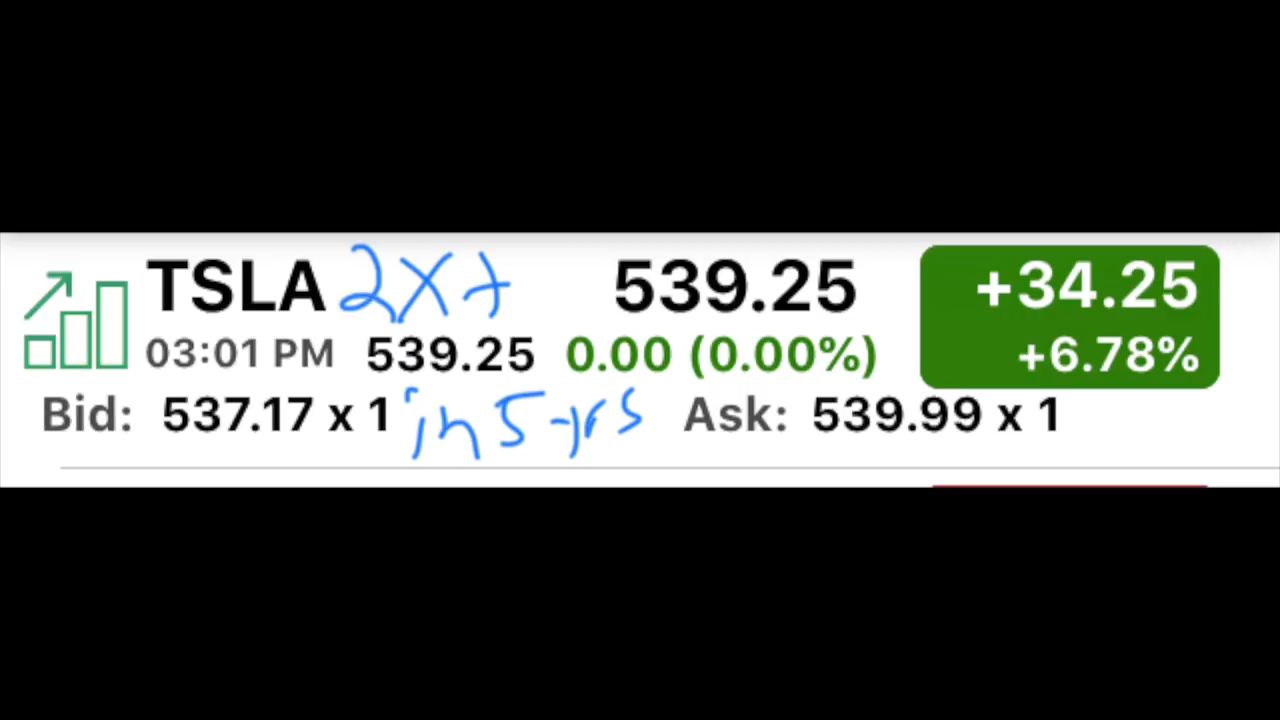 TSLA 2X+ 539.25 +34.25
03:01 PM 539.25 0.00 (0.00%) +6.78%
Bid: 537.17 x 1 in 5 yrs Ask: 539.99 x 1